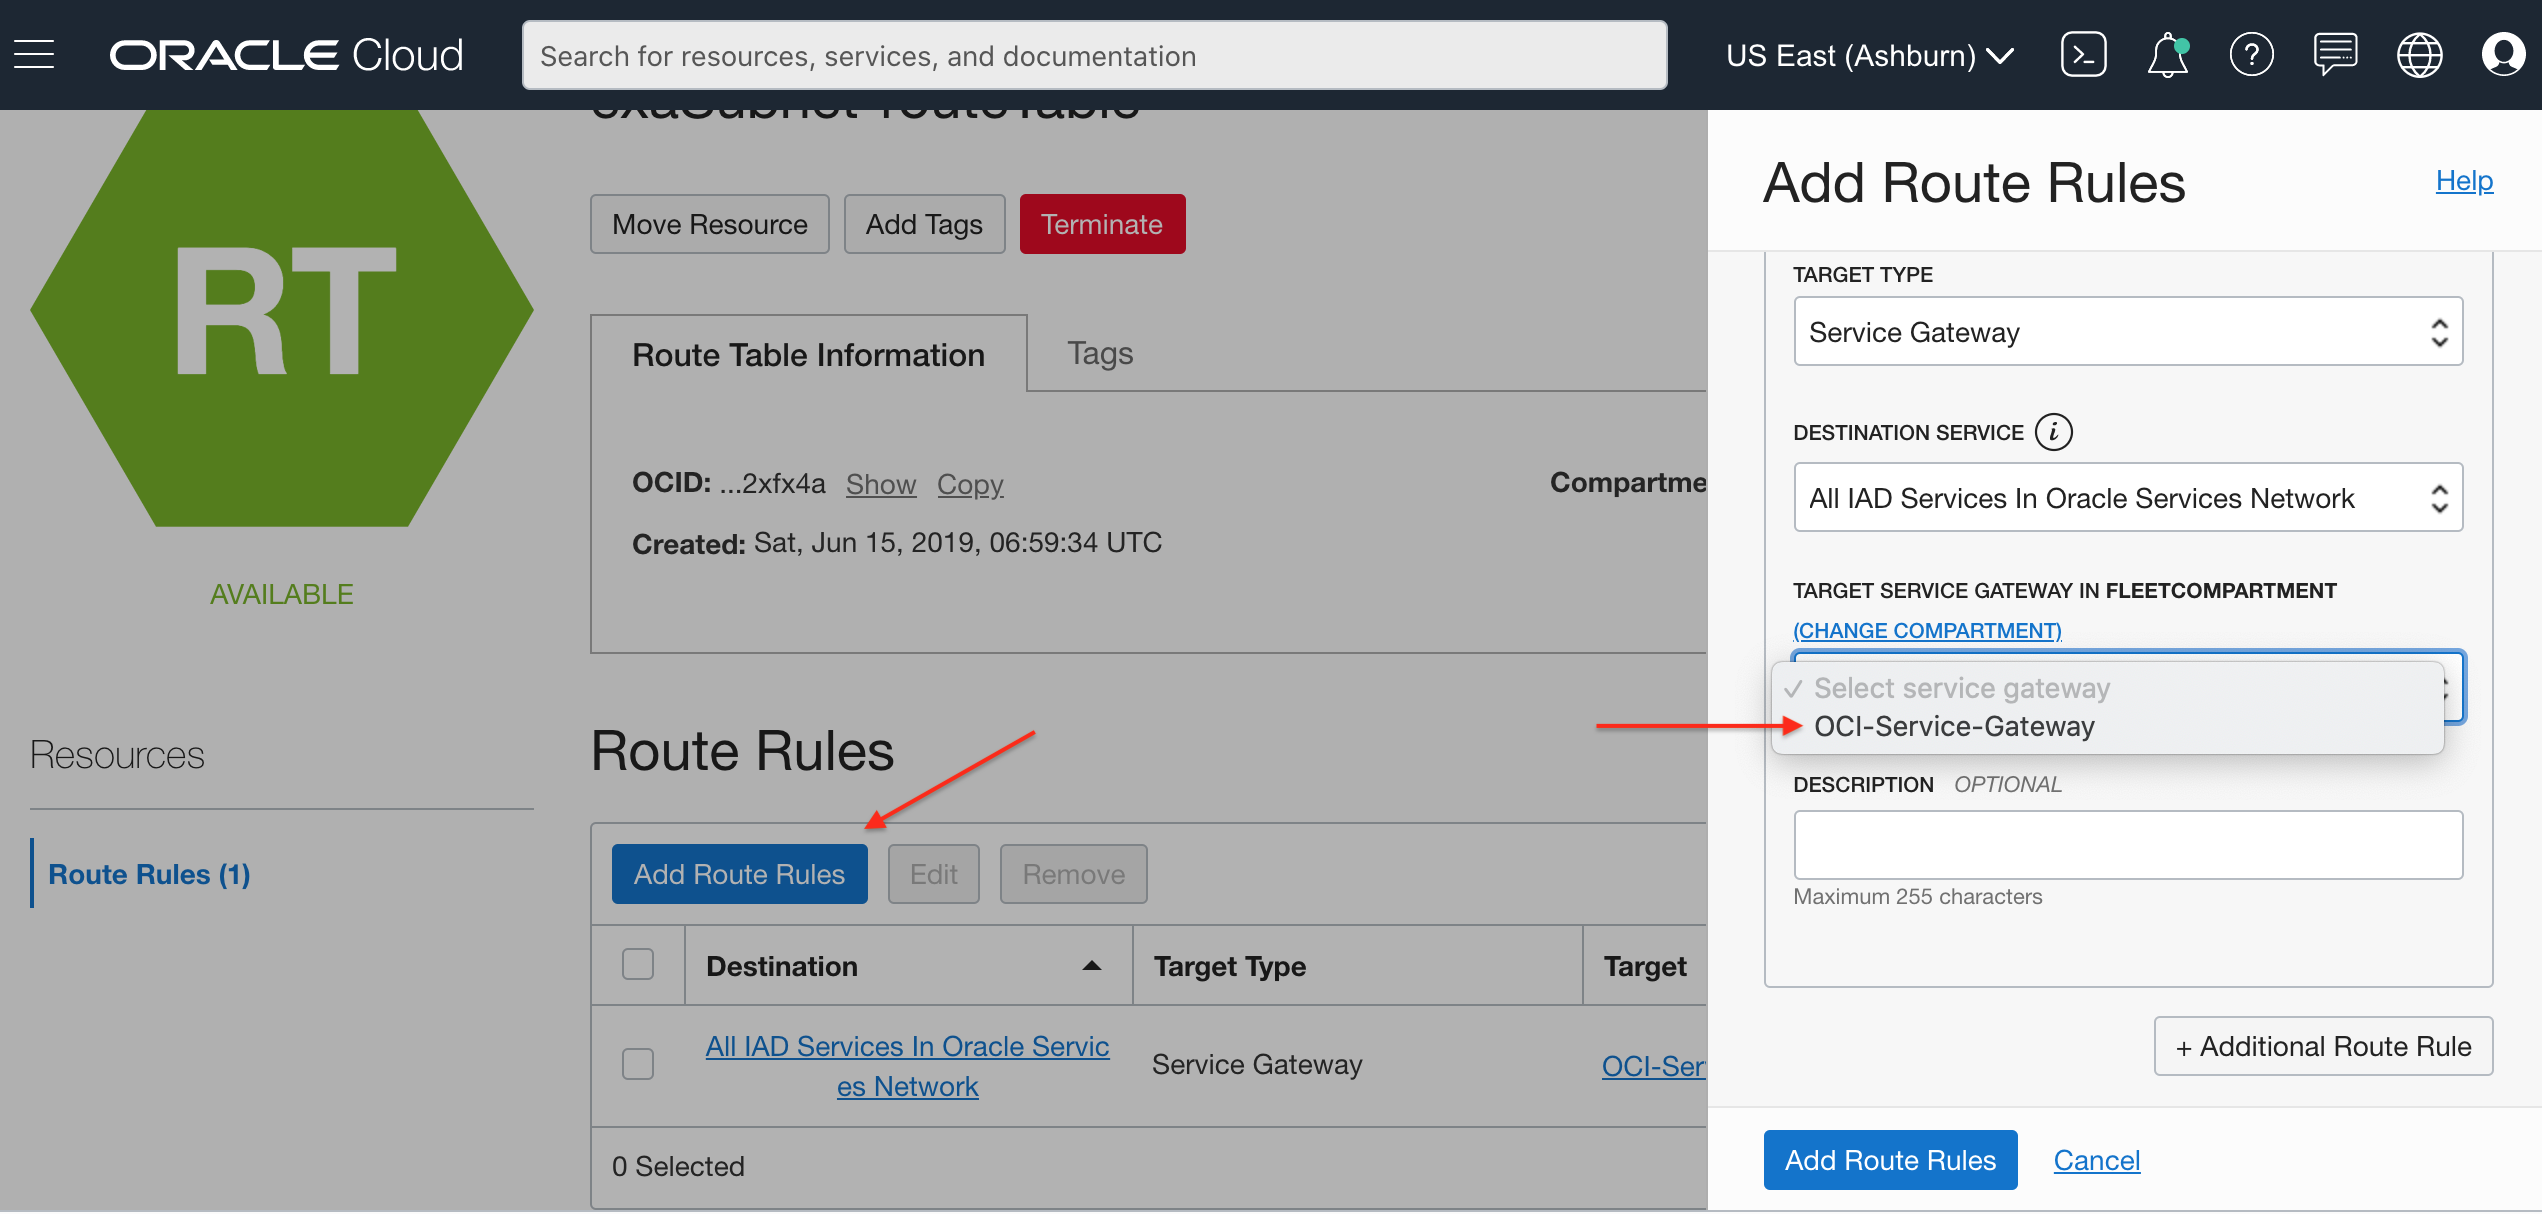 ORACLE Cloud
Search for resources, services, and documentation
US East (Ashburn)
exaSubnet routeTable
RT
AVAILABLE
Move Resource
Add Tags
Terminate
Route Table Information
Tags
OCID: ...2xfx4a Show Copy
Compartme
Created: Sat, Jun 15, 2019, 06:59:34 UTC
Resources
Route Rules (1)
Route Rules
Add Route Rules
Edit
Remove
Destination
Target Type
Target
All IAD Services In Oracle Servic
es Network
Service Gateway
OCI-Ser
0 Selected
Add Route Rules
Help
TARGET TYPE
Service Gateway
DESTINATION SERVICE i
All IAD Services In Oracle Services Network
TARGET SERVICE GATEWAY IN FLEETCOMPARTMENT
(CHANGE COMPARTMENT)
✓ Select service gateway
OCI-Service-Gateway
DESCRIPTION OPTIONAL
Maximum 255 characters
+ Additional Route Rule
Add Route Rules
Cancel